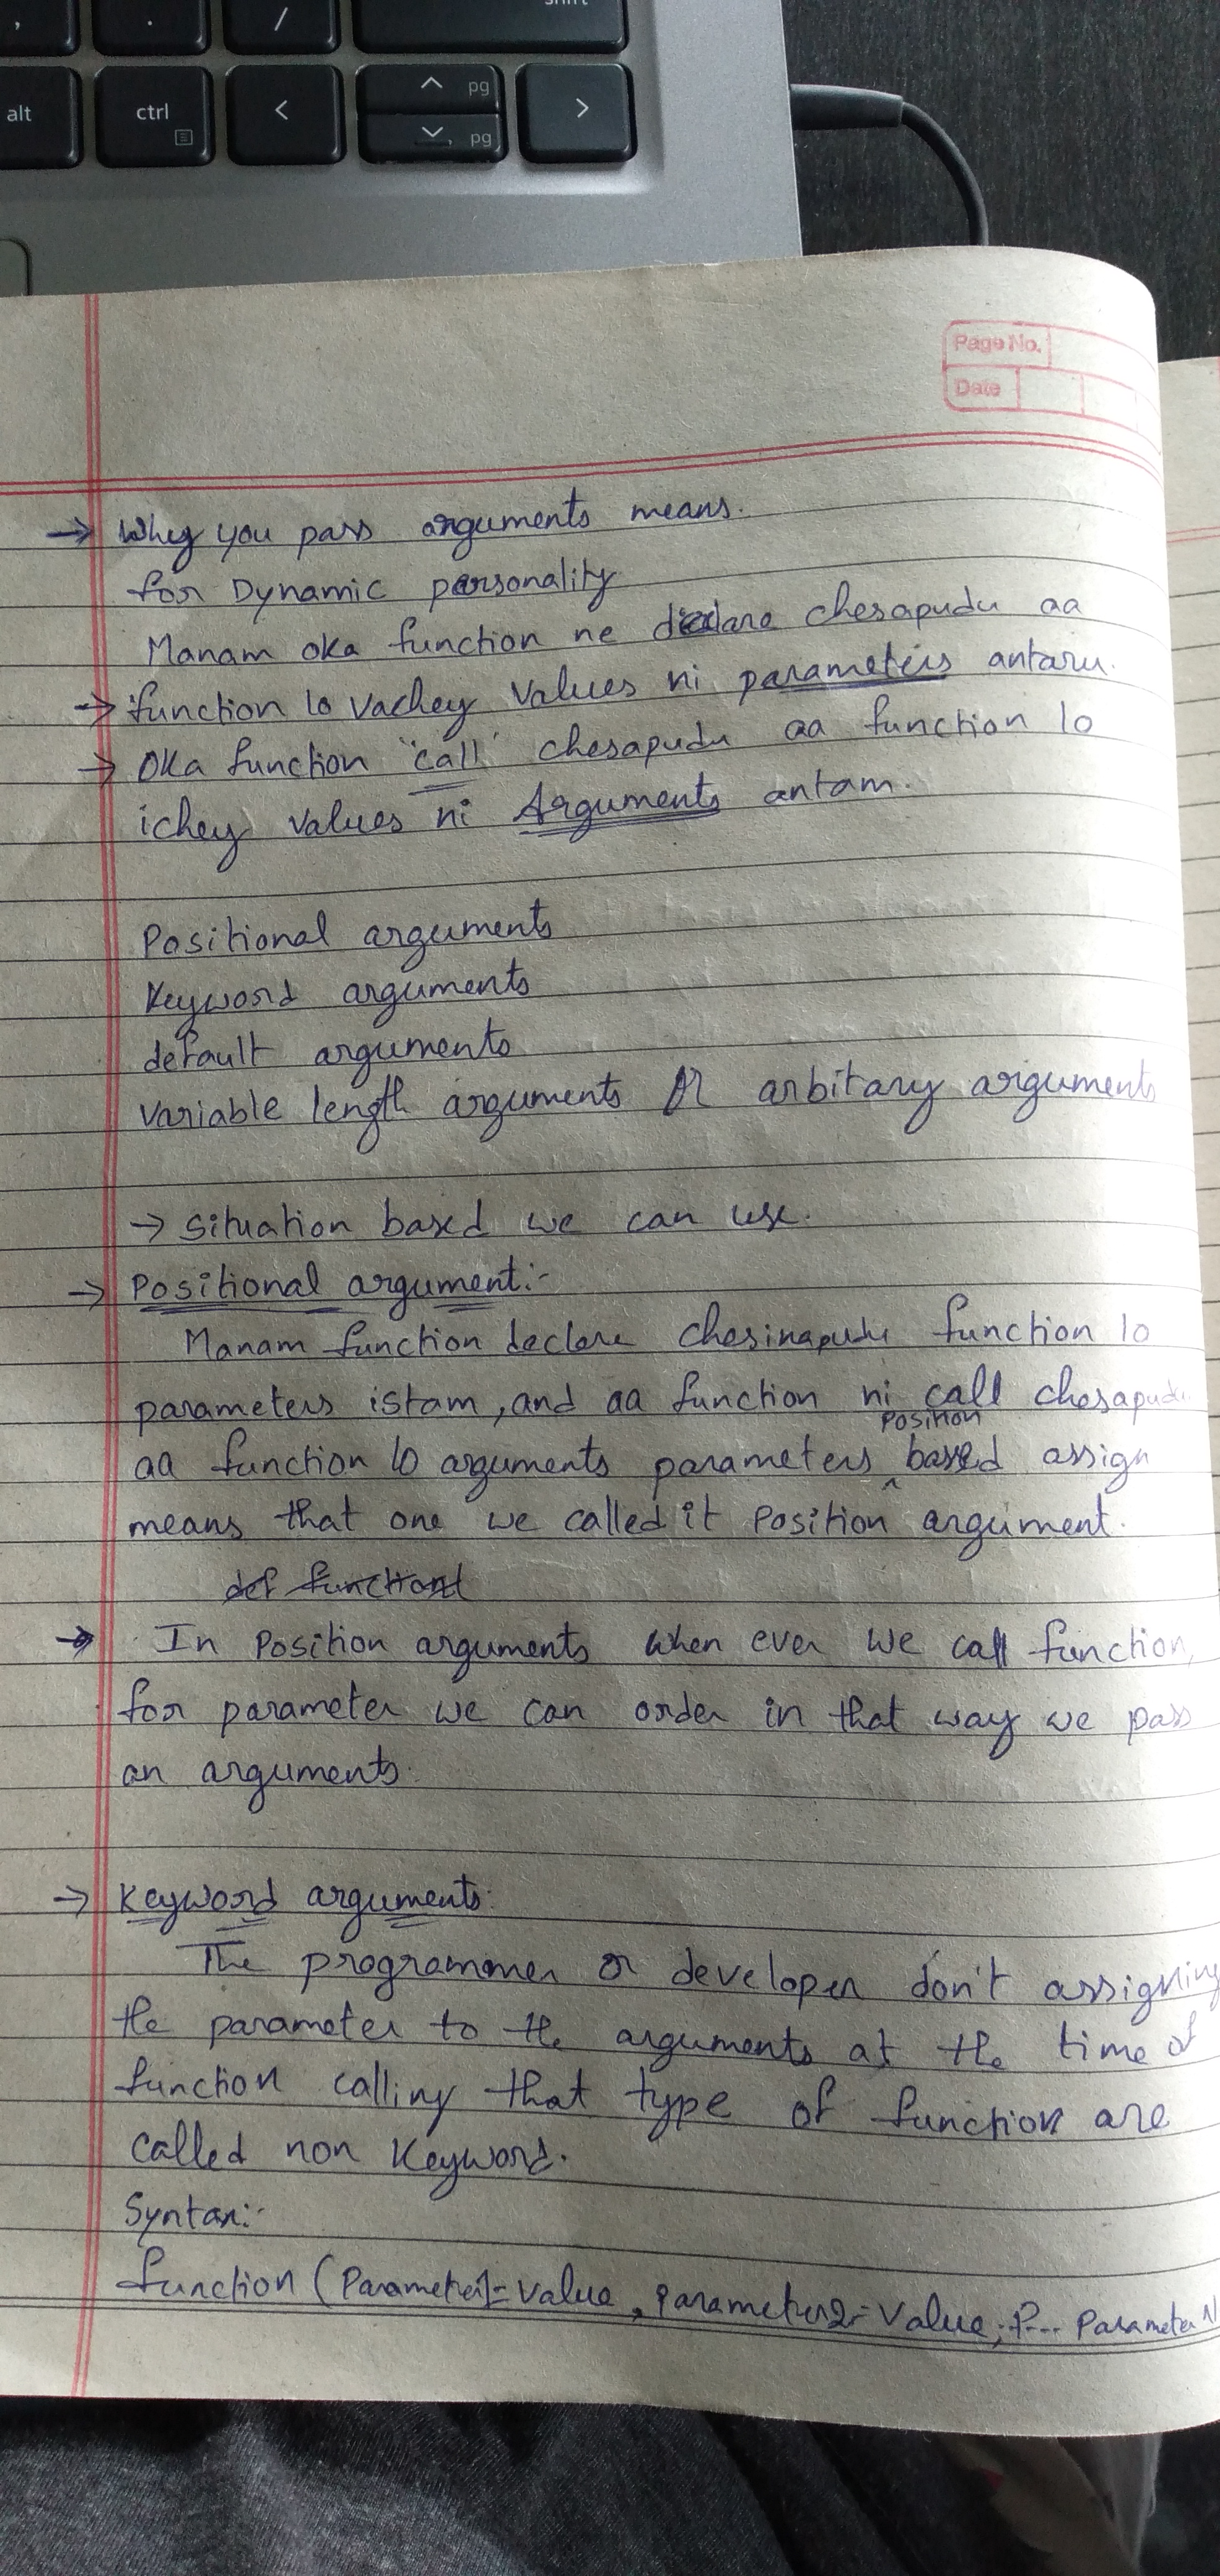 shift
, . /
alt ctrl < ^ pg >
pg
Page No.
Date
→ Why you pass arguments means.
for Dynamic personality
Manam oka function ne declare chesapudu aa
→ function lo vachey values ni parameters antaru.
→ Oka function "call" chesapudu aa function lo
ichey values ni Arguments antam.
Positional arguments
Keyword arguments
default arguments
variable length arguments or arbitary arguments
→ situation based we can use.
→ Positional argument:-
Manam function declare chesinapudu function lo
parameters istam, and aa function ni call chesapudu
aa function lo arguments parameters position based assign
means that one we called it Position argument.
def function
→ In Position arguments when ever we call function,
for parameter we can order in that way we pass
an arguments.
→ Keyword arguments:
The programmer or developer don't assigning
the parameter to the arguments at the time of
function calling that type of function are
called non Keyword.
Syntax:-
function (Parameter1=value, parameter2=value, P... Parameter N